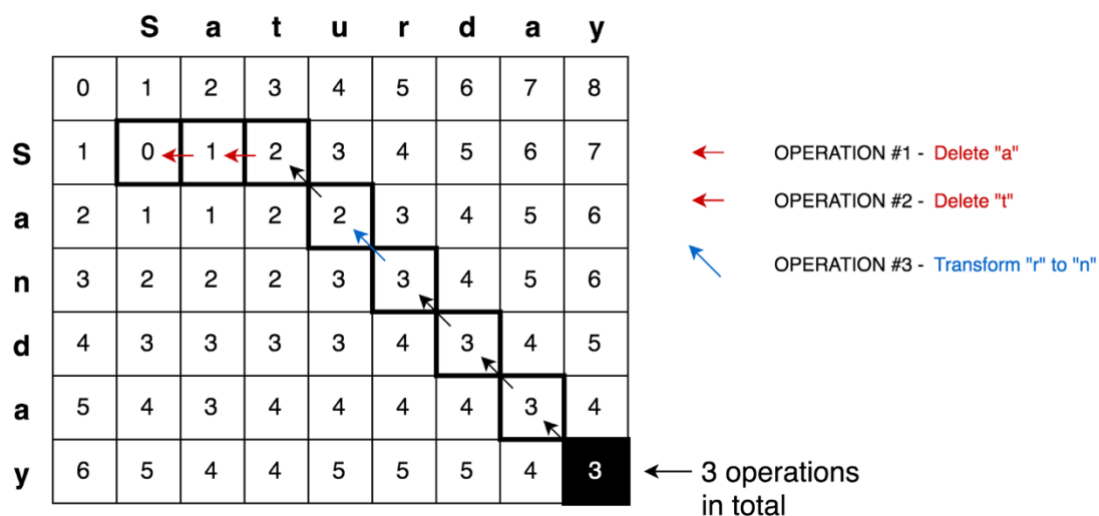 S a t u r d a y
0 1 2 3 4 5 6 7 8
S 1 0 1 2 3 4 5 6 7
OPERATION #1 - Delete "a"
a 2 1 1 2 2 3 4 5 6
OPERATION #2 - Delete "t"
n 3 2 2 2 3 3 4 5 6
OPERATION #3 - Transform "r" to "n"
d 4 3 3 3 3 4 3 4 5
a 5 4 3 4 4 4 4 3 4
y 6 5 4 4 5 5 5 4 3
3 operations
in total